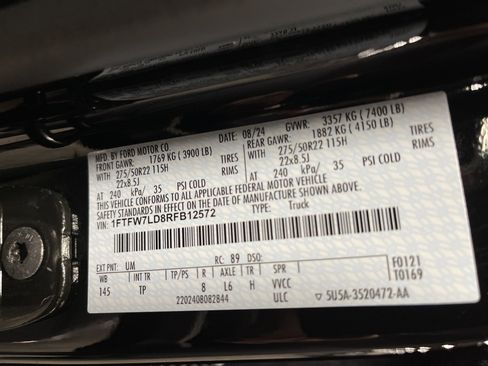 MFD. BY FORD MOTOR CO. DATE: 08/24 GVWR: 3357 KG (7400 LB)
FRONT GAWR: 1769 KG (3900 LB) REAR GAWR: 1882 KG (4150 LB)
WITH 275/50R22 115H TIRES WITH 275/50R22 115H TIRES
22x8.5J RIMS 22x8.5J RIMS
AT 240 kPa/ 35 PSI COLD AT 240 kPa/ 35 PSI COLD
THIS VEHICLE CONFORMS TO ALL APPLICABLE FEDERAL MOTOR VEHICLE
SAFETY STANDARDS IN EFFECT ON THE DATE OF MANUFACTURE SHOWN ABOVE.
VIN: 1FTFW7LD8RFB12572 TYPE: Truck
EXT PNT: UM RC: 89 DSO: F0121
WB INT TR TP/PS R AXLE TR SPR T0169
145 TP 8 L6 H VVCC
2202408082844 ULC ▽ 5U5A-3520472-AA